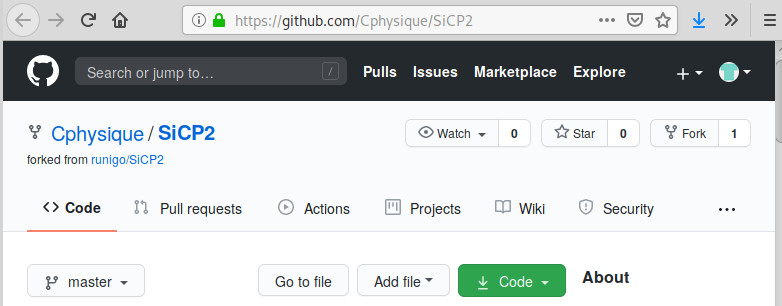 https://github.com/Cphysique/SiCP2
Search or jump to… / Pulls Issues Marketplace Explore
Cphysique / SiCP2 Watch 0 Star 0 Fork 1
forked from runigo/SiCP2
Code Pull requests Actions Projects Wiki Security
master Go to file Add file Code About